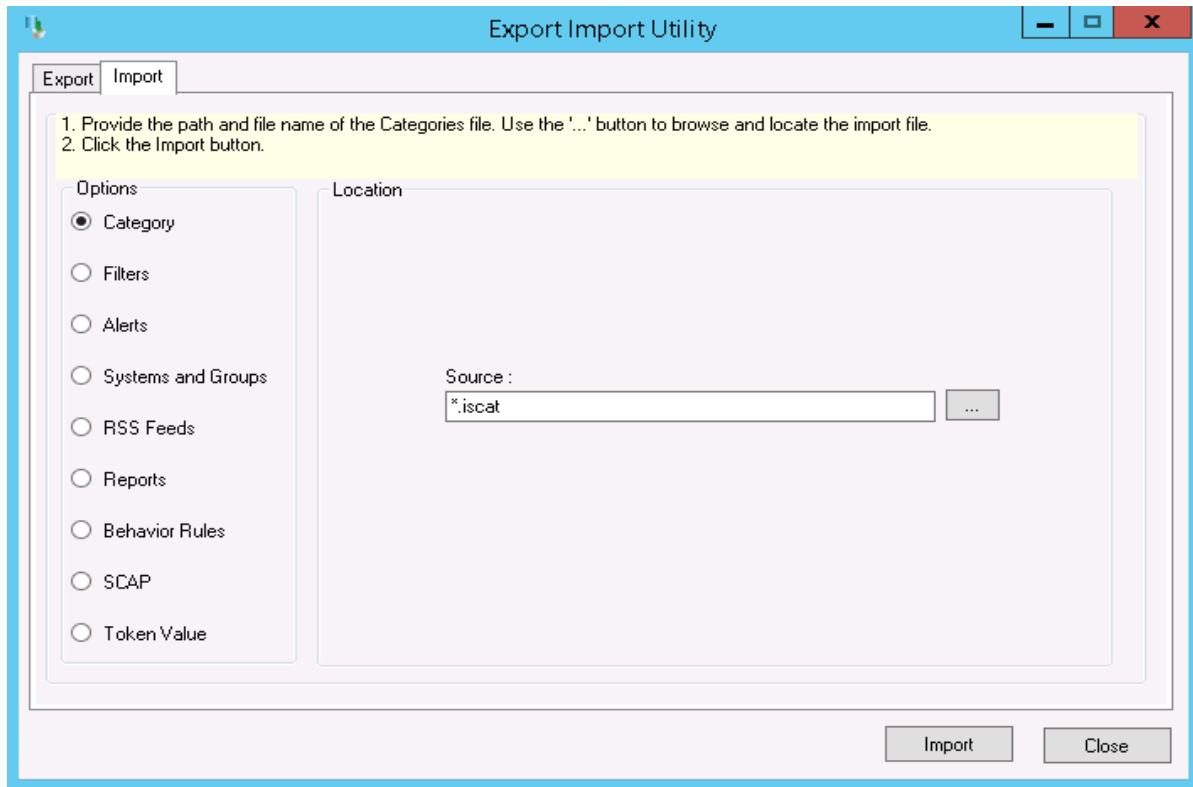 Export Import Utility
Export
Import
1. Provide the path and file name of the Categories file. Use the '...' button to browse and locate the import file.
2. Click the Import button.
Options
Location
Category
Filters
Alerts
Systems and Groups
Source :
*.iscat
...
RSS Feeds
Reports
Behavior Rules
SCAP
Token Value
Import
Close